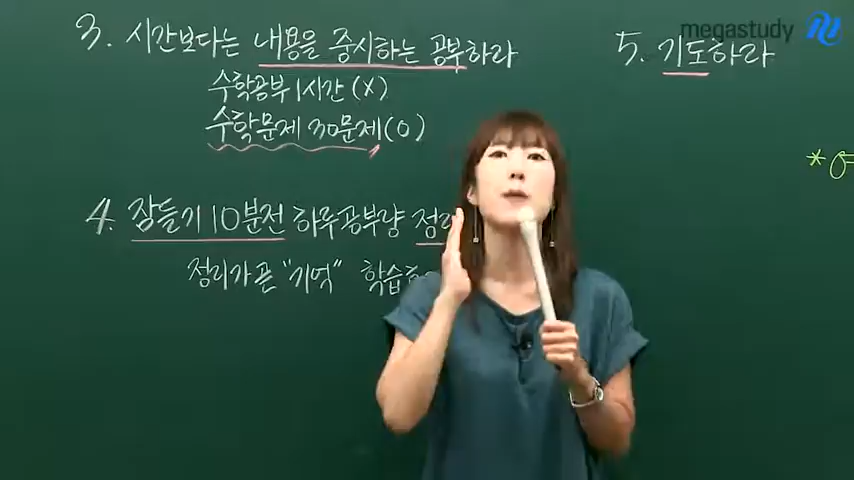 3. 시간보다는 내용을 중시하는 공부하라
수학공부 1시간 (X)
수학문제 30문제 (O)
4. 잠들기 10분전 하루공부량 정리
정리가 곧 "기억" 학습
5. 기도하라
megastudy
*